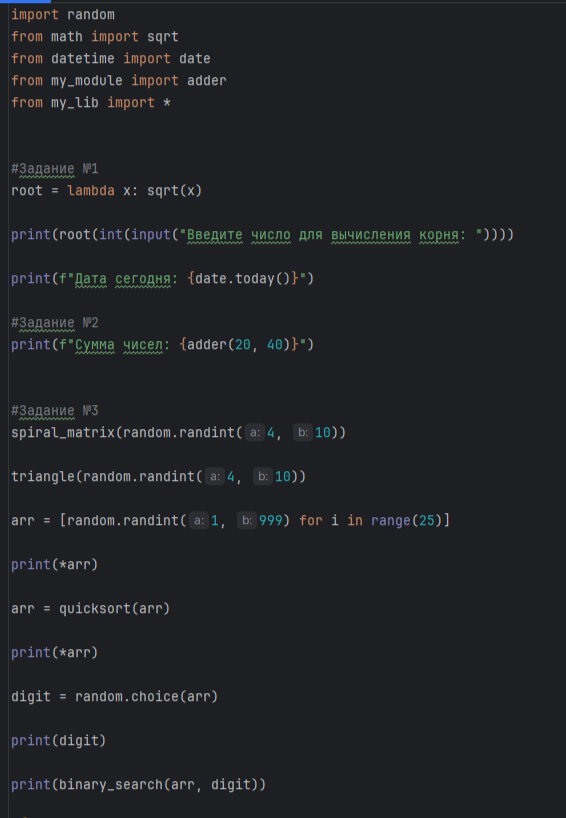 import random
from math import sqrt
from datetime import date
from my_module import adder
from my_lib import *
#Задание №1
root = lambda x: sqrt(x)
print(root(int(input("Введите число для вычисления корня: "))))
print(f"Дата сегодня: {date.today()}")
#Задание №2
print(f"Сумма чисел: {adder(20, 40)}")
#Задание №3
spiral_matrix(random.randint( a: 4, b: 10))
triangle(random.randint( a: 4, b: 10))
arr = [random.randint( a: 1, b: 999) for i in range(25)]
print(*arr)
arr = quicksort(arr)
print(*arr)
digit = random.choice(arr)
print(digit)
print(binary_search(arr, digit))